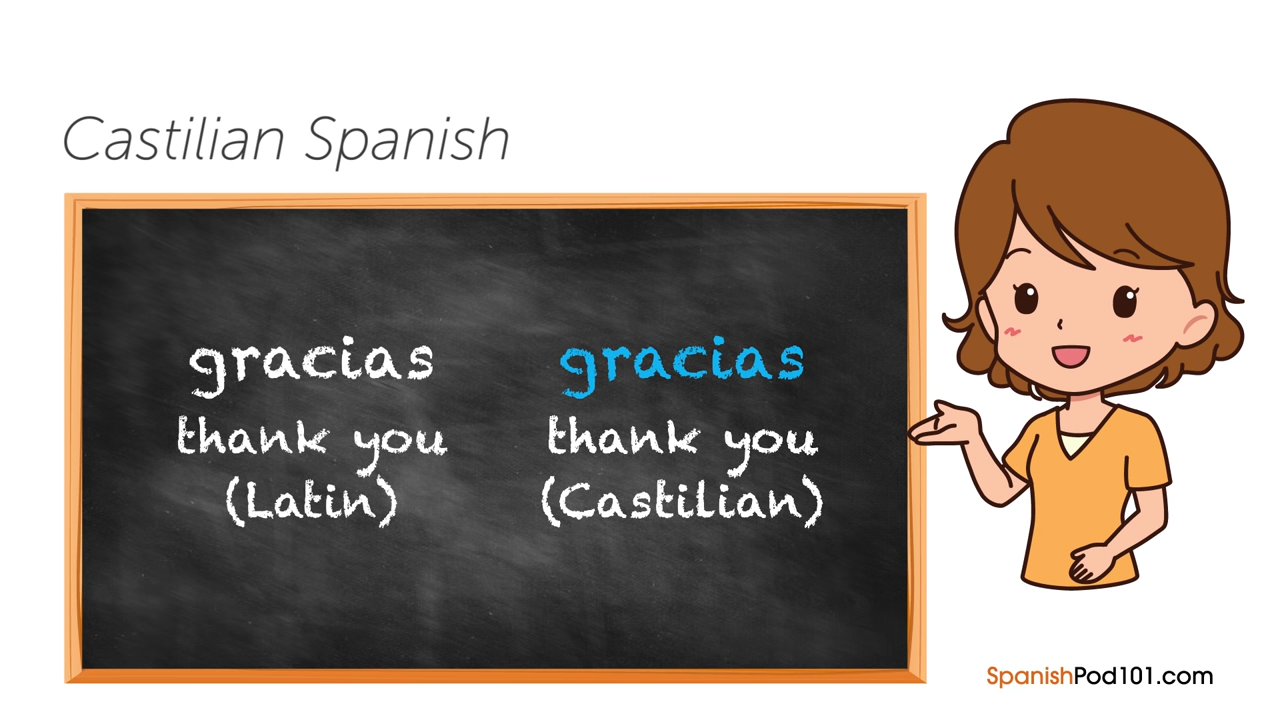 Castilian Spanish
gracias
thank you
(Latin)
gracias
thank you
(Castilian)
SpanishPod101.com